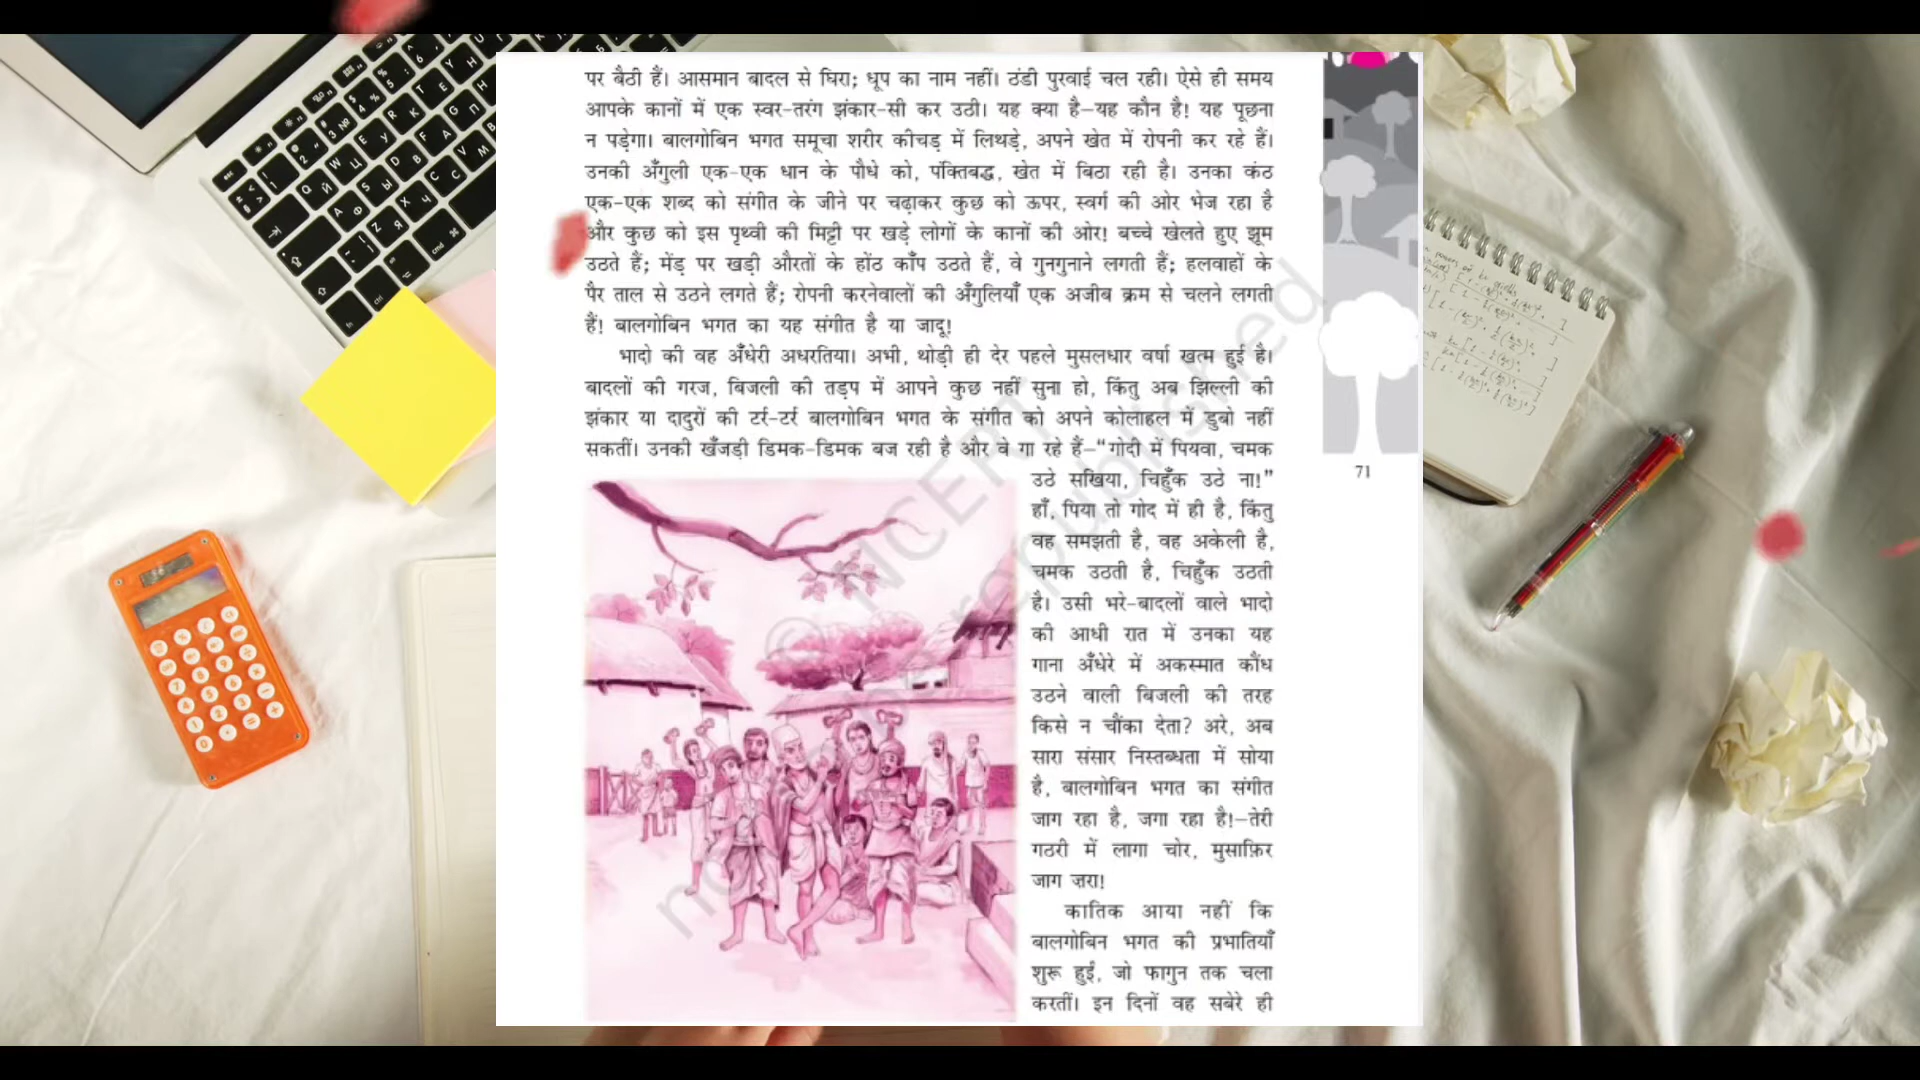 पर बैठी हैं। आसमान बादल से घिरा; धूप का नाम नहीं। ठंडी पुरवाई चल रही। ऐसे ही समय
आपके कानों में एक स्वर-तरंग झंकार-सी कर उठी। यह क्या है—यह कौन है! यह पूछना
न पड़ेगा। बालगोबिन भगत समूचा शरीर कीचड़ में लिथड़े, अपने खेत में रोपनी कर रहे हैं।
उनकी अँगुली एक-एक धान के पौधे को, पंक्तिबद्ध, खेत में बिठा रही है। उनका कंठ
एक-एक शब्द को संगीत के जीने पर चढ़ाकर कुछ को ऊपर, स्वर्ग की ओर भेज रहा है
और कुछ को इस पृथ्वी की मिट्टी पर खड़े लोगों के कानों की ओर! बच्चे खेलते हुए झूम
उठते हैं; मेंड़ पर खड़ी औरतों के होंठ काँप उठते हैं, वे गुनगुनाने लगती हैं; हलवाहों के
पैर ताल से उठने लगते हैं; रोपनी करनेवालों की अँगुलियाँ एक अजीब क्रम से चलने लगती
हैं! बालगोबिन भगत का यह संगीत है या जादू!
भादो की वह अँधेरी अधरतिया। अभी, थोड़ी ही देर पहले मुसलधार वर्षा खत्म हुई है।
बादलों की गरज, बिजली की तड़प में आपने कुछ नहीं सुना हो, किंतु अब झिल्ली की
झंकार या दादुरों की टर्र-टर्र बालगोबिन भगत के संगीत को अपने कोलाहल में डुबो नहीं
सकतीं। उनकी खँजड़ी डिमक-डिमक बज रही है और वे गा रहे हैं—“गोदी में पियवा, चमक
उठे सखिया, चिहुँक उठे ना!”
हाँ, पिया तो गोद में ही है, किंतु
वह समझती है, वह अकेली है,
चमक उठती है, चिहुँक उठती
है। उसी भरे-बादलों वाले भादो
की आधी रात में उनका यह
गाना अँधेरे में अकस्मात कौंध
उठने वाली बिजली की तरह
किसे न चौंका देता? अरे, अब
सारा संसार निस्तब्धता में सोया
है, बालगोबिन भगत का संगीत
जाग रहा है, जगा रहा है!—तेरी
गठरी में लागा चोर, मुसाफ़िर
जाग ज़रा!
कातिक आया नहीं कि
बालगोबिन भगत की प्रभातियाँ
शुरू हुईं, जो फागुन तक चला
करतीं। इन दिनों वह सबेरे ही
71
© NCERT
not to be republished